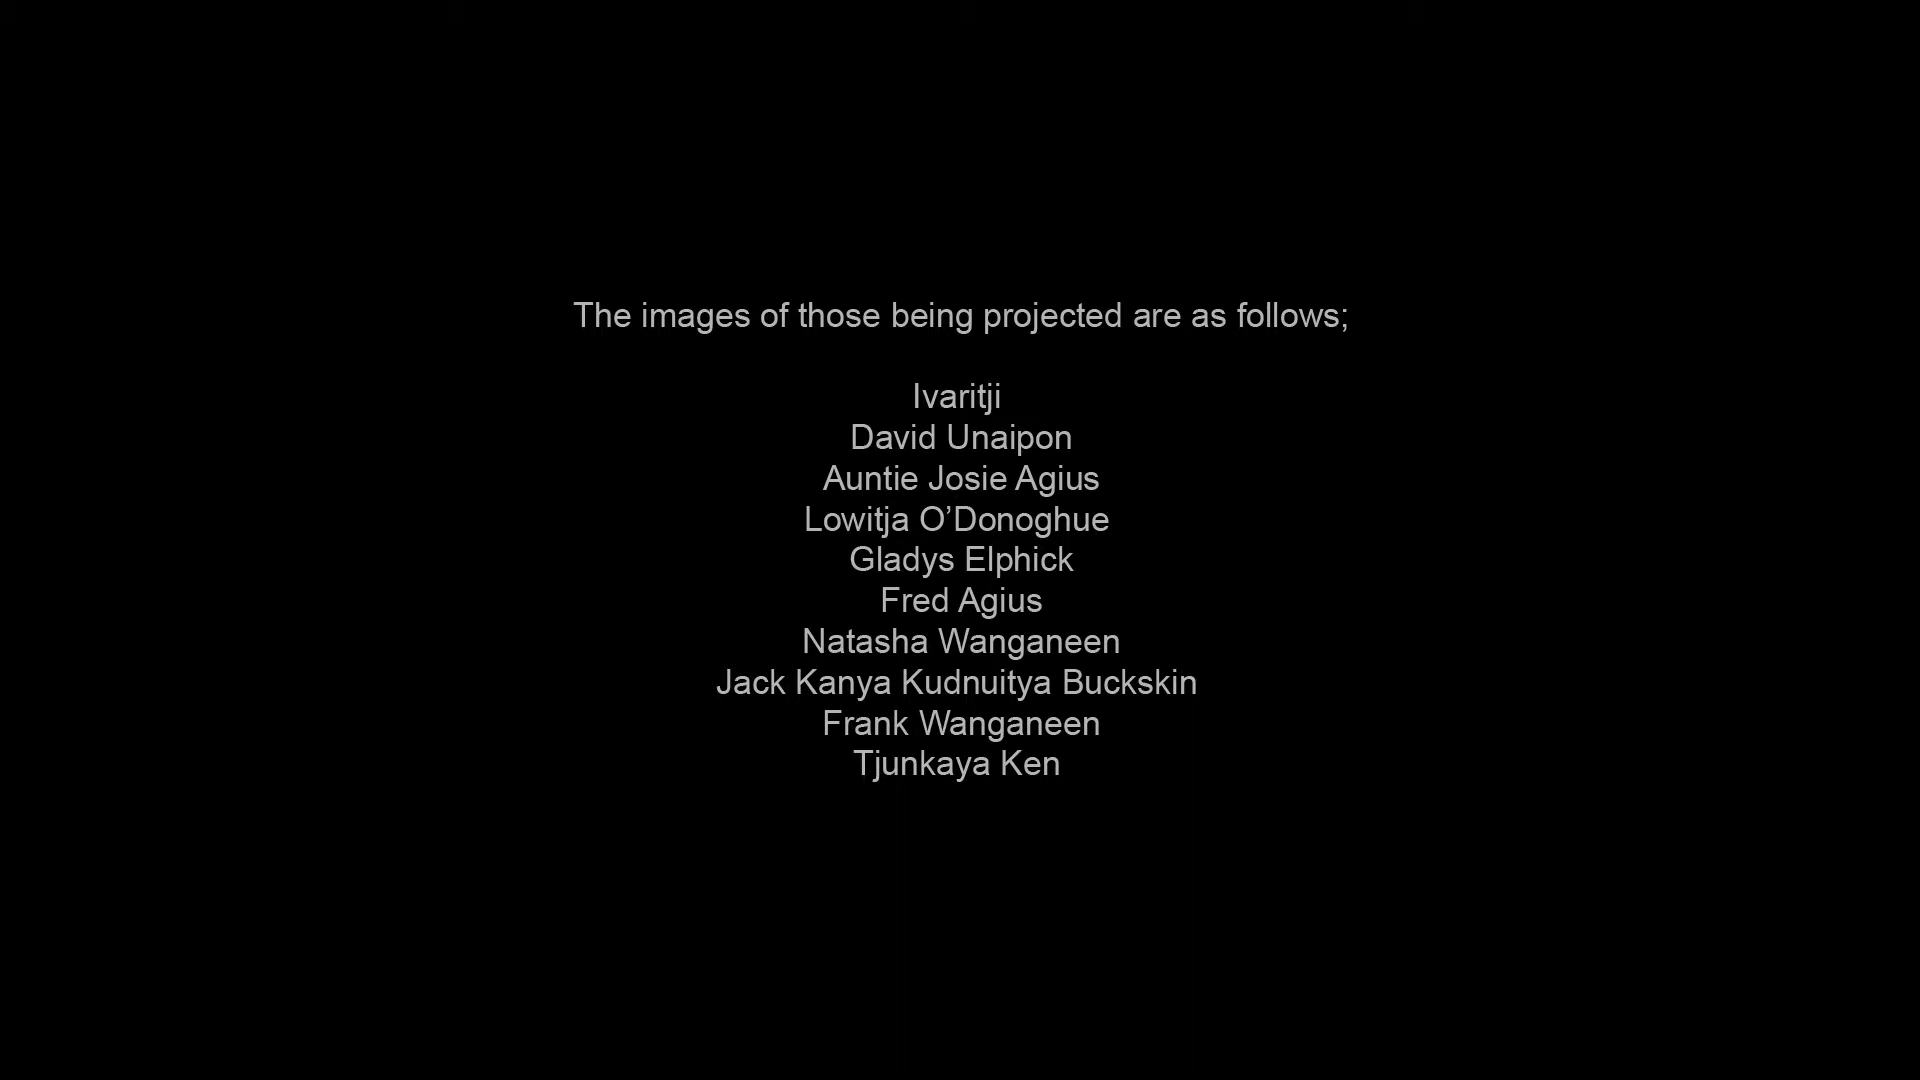 The images of those being projected are as follows;
Ivaritji
David Unaipon
Auntie Josie Agius
Lowitja O’Donoghue
Gladys Elphick
Fred Agius
Natasha Wanganeen
Jack Kanya Kudnuitya Buckskin
Frank Wanganeen
Tjunkaya Ken